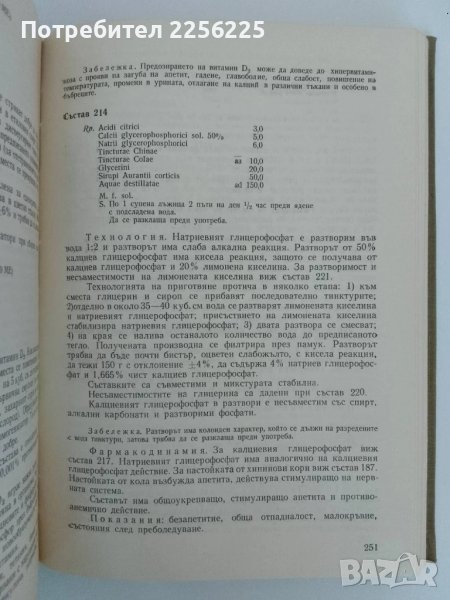 Потребител 2256225
Забележка. Предозирането на витамин D₂ може да доведе до хипервитами-
ноза с прояви на загуба на апетит, гадене, главоболие, обща слабост, повишение на
температурата, промени в урината, отлагане на калций в различни тъкани и особено в
бъбреците.
Състав 214
Rp. Acidi citrici 3,0
Calcii glycerophosphorici sol. 50% 5,0
Natrii glycerophosphorici 6,0
Tincturae Chinae
Tincturae Colae aa 10,0
Glycerini 20,0
Sirupi Aurantii corticis 50,0
Aquae destillatae ad 150,0
M. f. sol.
S. По 1 супена лъжица 2 пъти на ден ½ час преди ядене
с подсладена вода.
Да се разклаща преди употреба.
Технология. Натриевият глицерофосфат е разтворим във
вода 1:2 и разтворът има слаба алкална реакция. Разтворът от 50%
калциев глицерофосфат има кисела реакция, защото се получава от
калциев глицерофосфат и 20% лимонена киселина. За разтворимост и
несъвместимости на лимонената киселина виж състав 221.
Технологията на приготвяне протича в няколко етапа: 1) към
сместа глицерин и сироп се прибавят последователно тинктурите;
2)отделно в около 35—40 куб.см вода се разтварят лимонената киселина
и натриевият глицерофосфат; присъствието на лимонената киселина
стабилизира натриевия глицерофосфат; 3) двата разтвора се смесват;
4) на края се налива останалото количество вода до предписаното
тегло. Получената разтворка се филтрира през памук. Разтворът
трябва да бъде почти бистър, оцветен слабожълто, с кисела реакция,
да тежи 150 г с отклонение ±4%, да съдържа 4% натриев глицерофос-
фат и 1,665% чист калциев глицерофосфат.
Съставките са съвместими и микстурата стабилна.
Несъвместимостите на глицерина са дадени при състав 220.
Калциевият глицерофосфат в разтвори е несъвместим със спирт,
алкални карбонати и разтворими фосфати.
Забележка. Разтворът има колоиден характер, който се дължи на разредените
с вода тинктури, затова трябва да се разклаща преди употреба.
Фармакодинамия. За калциевия глицерофосфат виж със-
тав 217. Натриевият глицерофосфат има аналогично на калциевия
глицерофосфат действие. За настойката от хининови кори виж състав 187.
Настойката от кола възбужда апетита, действува стимулиращо на нерв-
ната система.
Съставът има общоукрепващо, стимулиращо апетита и противо-
анемично действие.
Показания: безапетитие, обща отпадналост, малокръвие,
състояния след преболедуване.
251
BAZAR